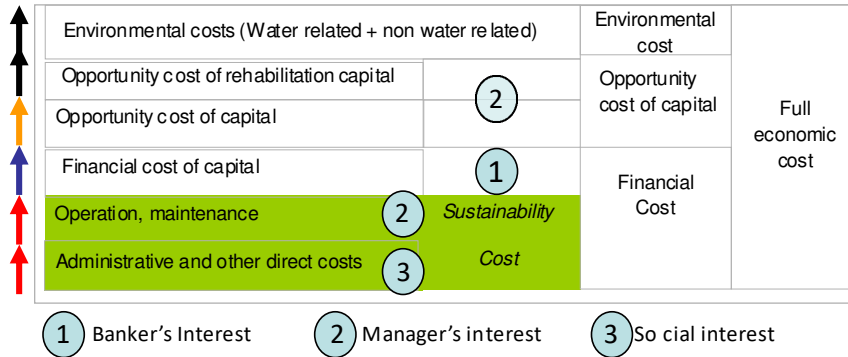 Environmental costs (Water related + non water related)
Environmental
cost
Opportunity cost of rehabilitation capital
2
Opportunity
cost of capital
Opportunity cost of capital
Full
economic
cost
Financial cost of capital
1
Financial
Cost
Operation, maintenance
2
Sustainability
Administrative and other direct costs
3
Cost
1 Banker's Interest
2 Manager's interest
3 So cial interest